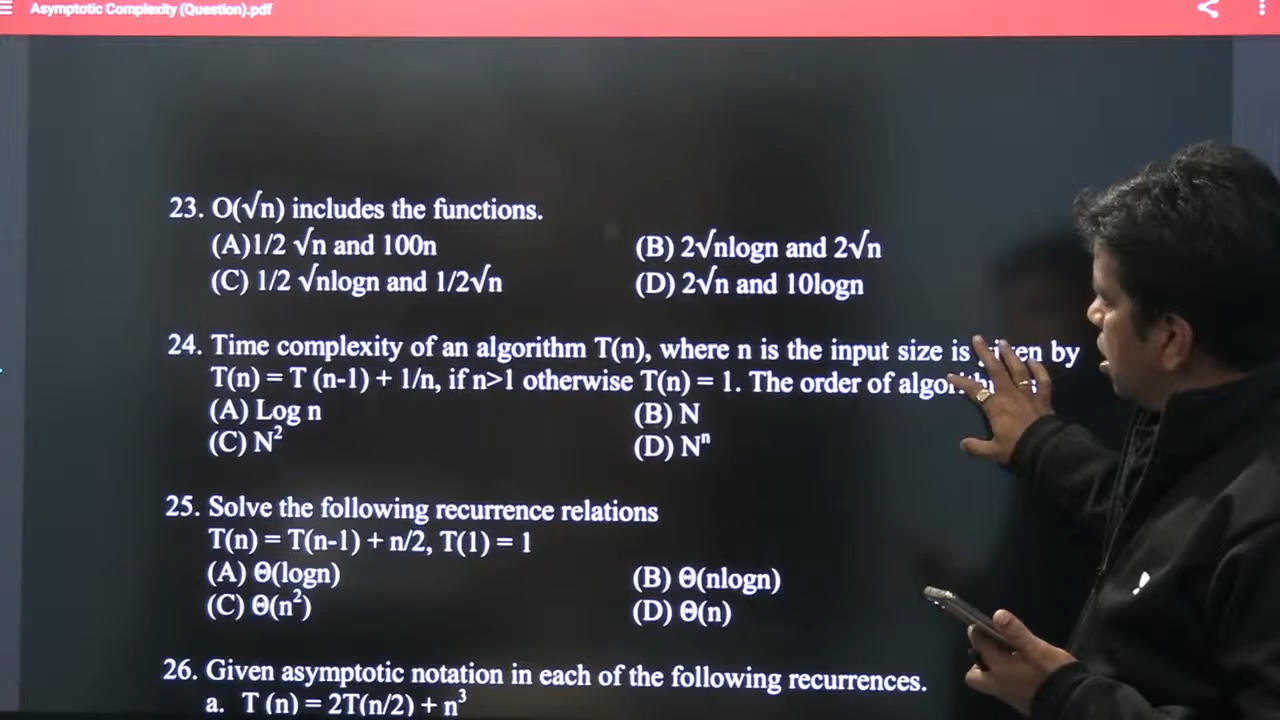 Asymptotic Complexity (Question).pdf
23. O(√n) includes the functions.
(A)1/2 √n and 100n
(B) 2√nlogn and 2√n
(C) 1/2 √nlogn and 1/2√n
(D) 2√n and 10logn
24. Time complexity of an algorithm T(n), where n is the input size is by
T(n) = T (n-1) + 1/n, if n>1 otherwise T(n) = 1. The order of
(A) Log n
(B) N
(C) N²
(D) Nⁿ
25. Solve the following recurrence relations
T(n) = T(n-1) + n/2, T(1) = 1
(A) Θ(logn)
(B) Θ(nlogn)
(C) Θ(n²)
(D) Θ(n)
26. Given asymptotic notation in each of the following recurrences.
a. T (n) = 2T(n/2) + n³